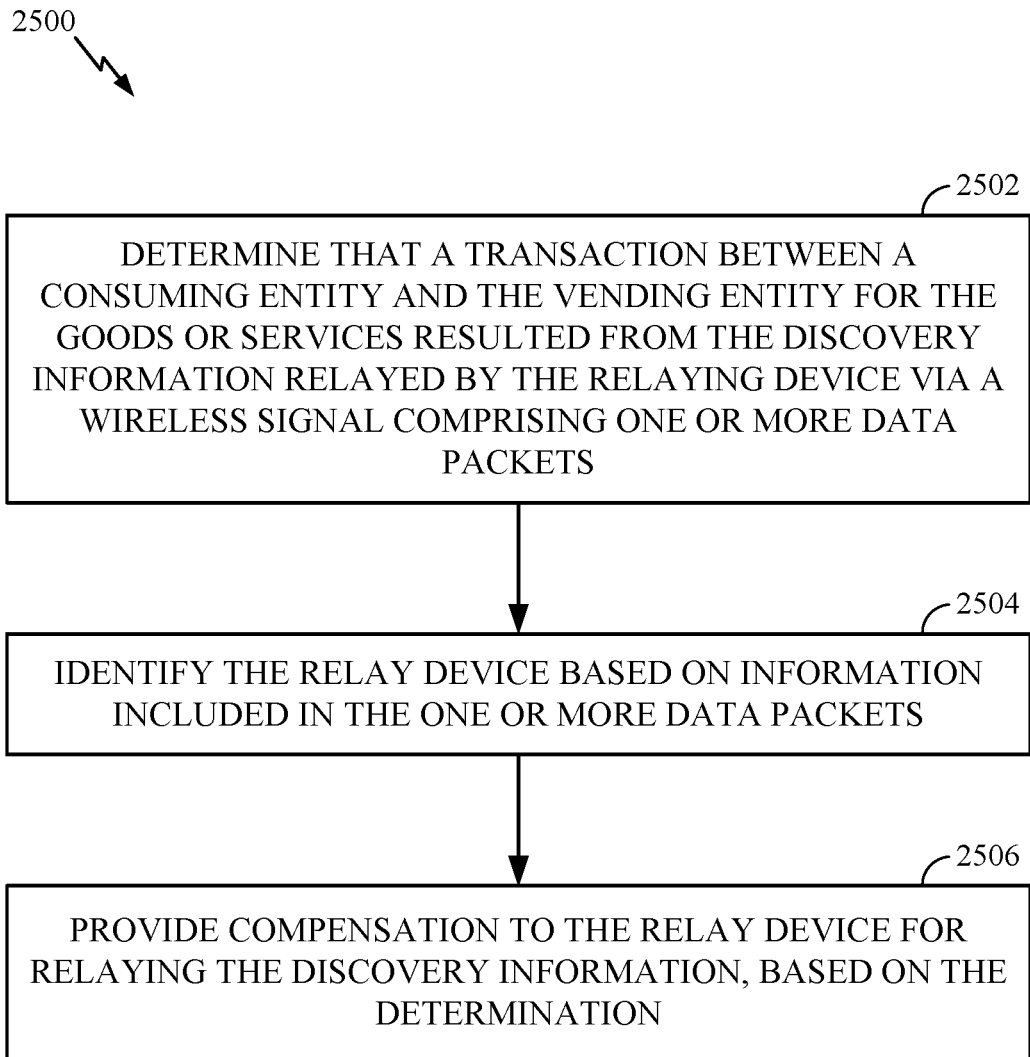 2500
2502
DETERMINE THAT A TRANSACTION BETWEEN A
CONSUMING ENTITY AND THE VENDING ENTITY FOR THE
GOODS OR SERVICES RESULTED FROM THE DISCOVERY
INFORMATION RELAYED BY THE RELAYING DEVICE VIA A
WIRELESS SIGNAL COMPRISING ONE OR MORE DATA
PACKETS
2504
IDENTIFY THE RELAY DEVICE BASED ON INFORMATION
INCLUDED IN THE ONE OR MORE DATA PACKETS
2506
PROVIDE COMPENSATION TO THE RELAY DEVICE FOR
RELAYING THE DISCOVERY INFORMATION, BASED ON THE
DETERMINATION